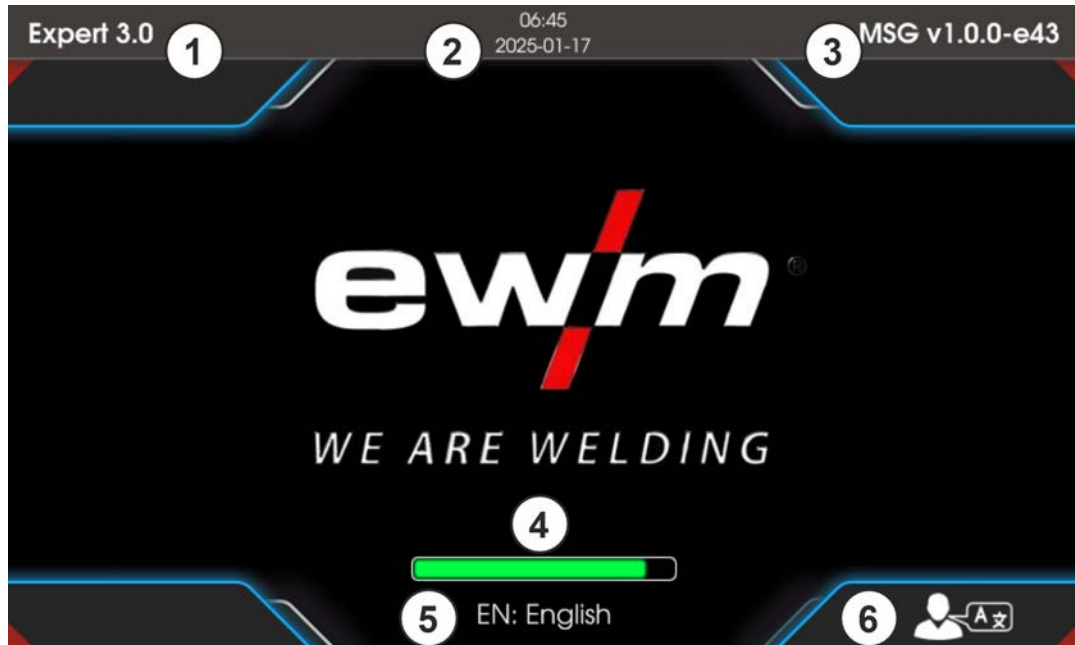 Expert 3.0
1
2
06:45
2025-01-17
3
MSG v1.0.0-e43
ewm®
WE ARE WELDING
4
5
EN: English
6
A 文